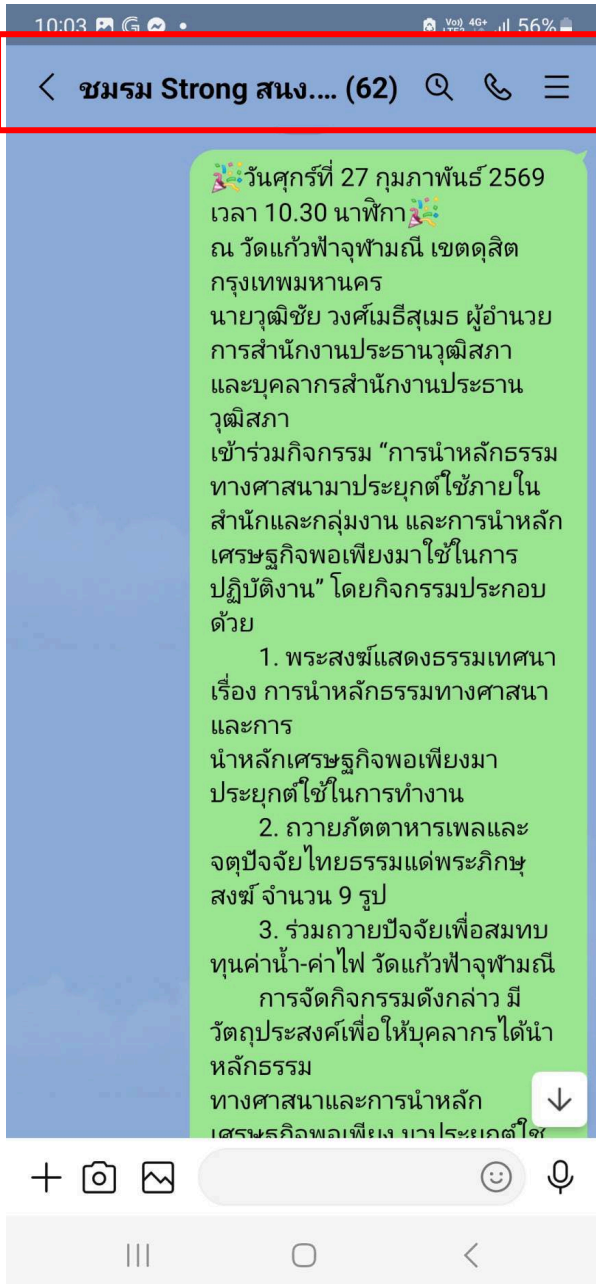 10:03
56%
ชมรม Strong สนง.... (62)
🎉วันศุกร์ที่ 27 กุมภาพันธ์ 2569
เวลา 10.30 นาฬิกา🎉
ณ วัดแก้วฟ้าจุฬามณี เขตดุสิต
กรุงเทพมหานคร
นายวุฒิชัย วงศ์เมธีสุเมธ ผู้อำนวย
การสำนักงานประธานวุฒิสภา
และบุคลากรสำนักงานประธาน
วุฒิสภา
เข้าร่วมกิจกรรม “การนำหลักธรรม
ทางศาสนามาประยุกต์ใช้ภายใน
สำนักและกลุ่มงาน และการนำหลัก
เศรษฐกิจพอเพียงมาใช้ในการ
ปฏิบัติงาน” โดยกิจกรรมประกอบ
ด้วย
1. พระสงฆ์แสดงธรรมเทศนา
เรื่อง การนำหลักธรรมทางศาสนา
และการ
นำหลักเศรษฐกิจพอเพียงมา
ประยุกต์ใช้ในการทำงาน
2. ถวายภัตตาหารเพลและ
จตุปัจจัยไทยธรรมแด่พระภิกษุ
สงฆ์ จำนวน 9 รูป
3. ร่วมถวายปัจจัยเพื่อสมทบ
ทุนค่าน้ำ-ค่าไฟ วัดแก้วฟ้าจุฬามณี
การจัดกิจกรรมดังกล่าว มี
วัตถุประสงค์เพื่อให้บุคลากรได้นำ
หลักธรรม
ทางศาสนาและการนำหลัก
เศรษฐกิจพอเพียง มาประยุกต์ใช้